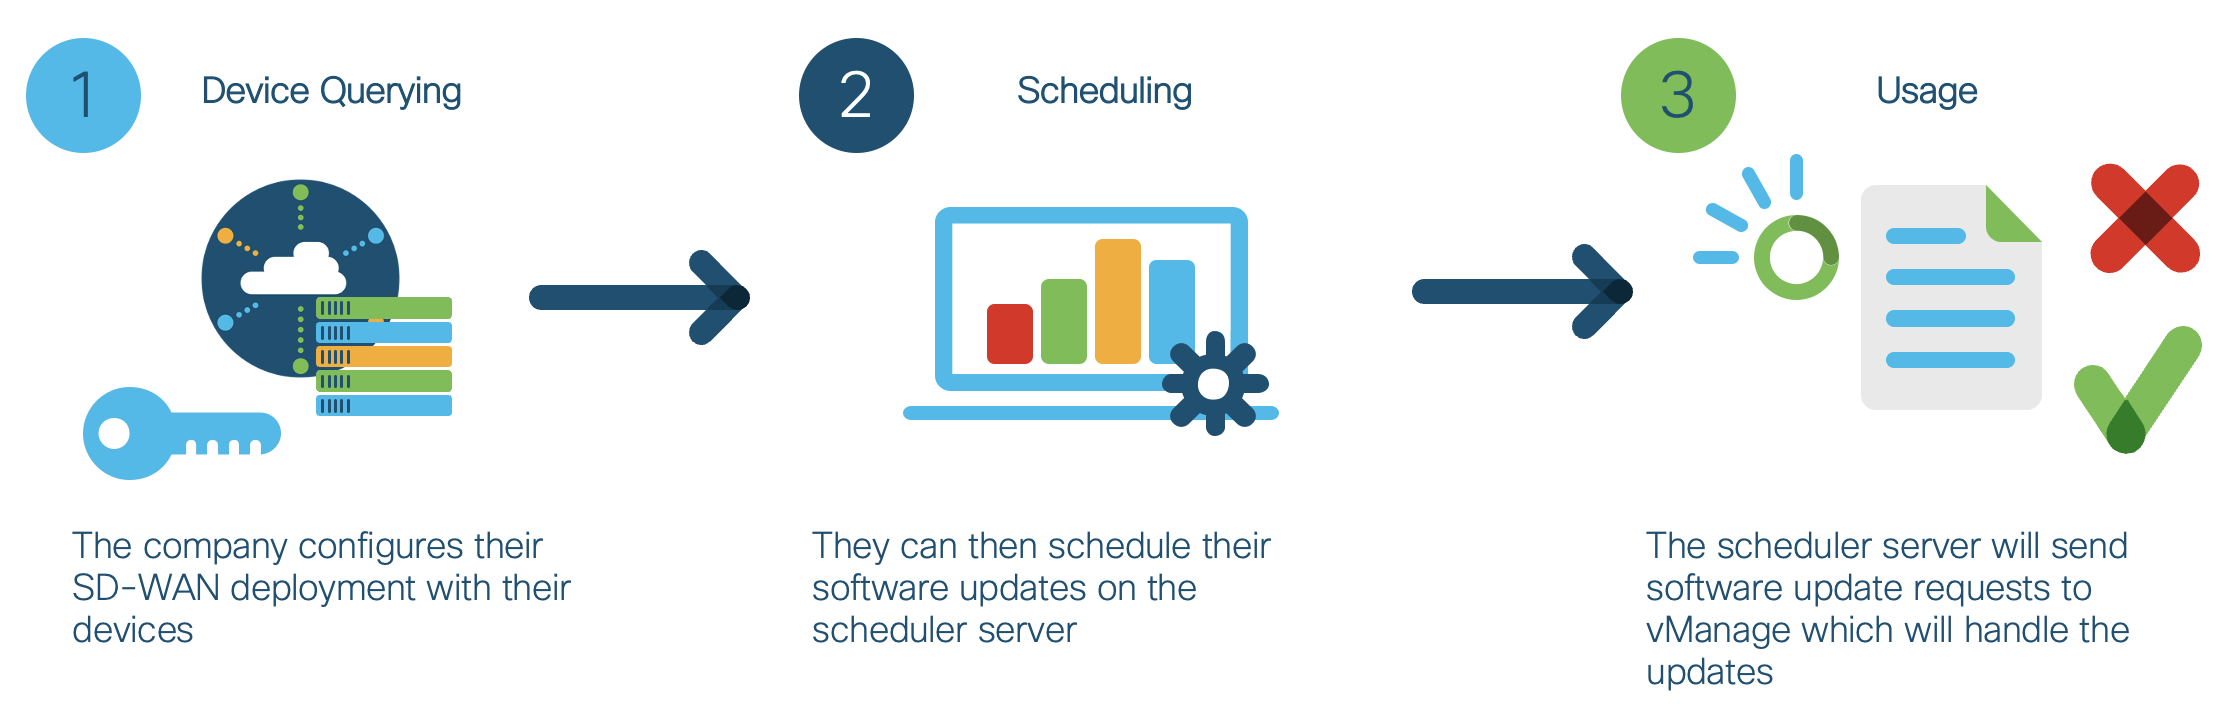 1
Device Querying
2
Scheduling
3
Usage
The company configures their
SD-WAN deployment with their
devices
They can then schedule their
software updates on the
scheduler server
The scheduler server will send
software update requests to
vManage which will handle the
updates